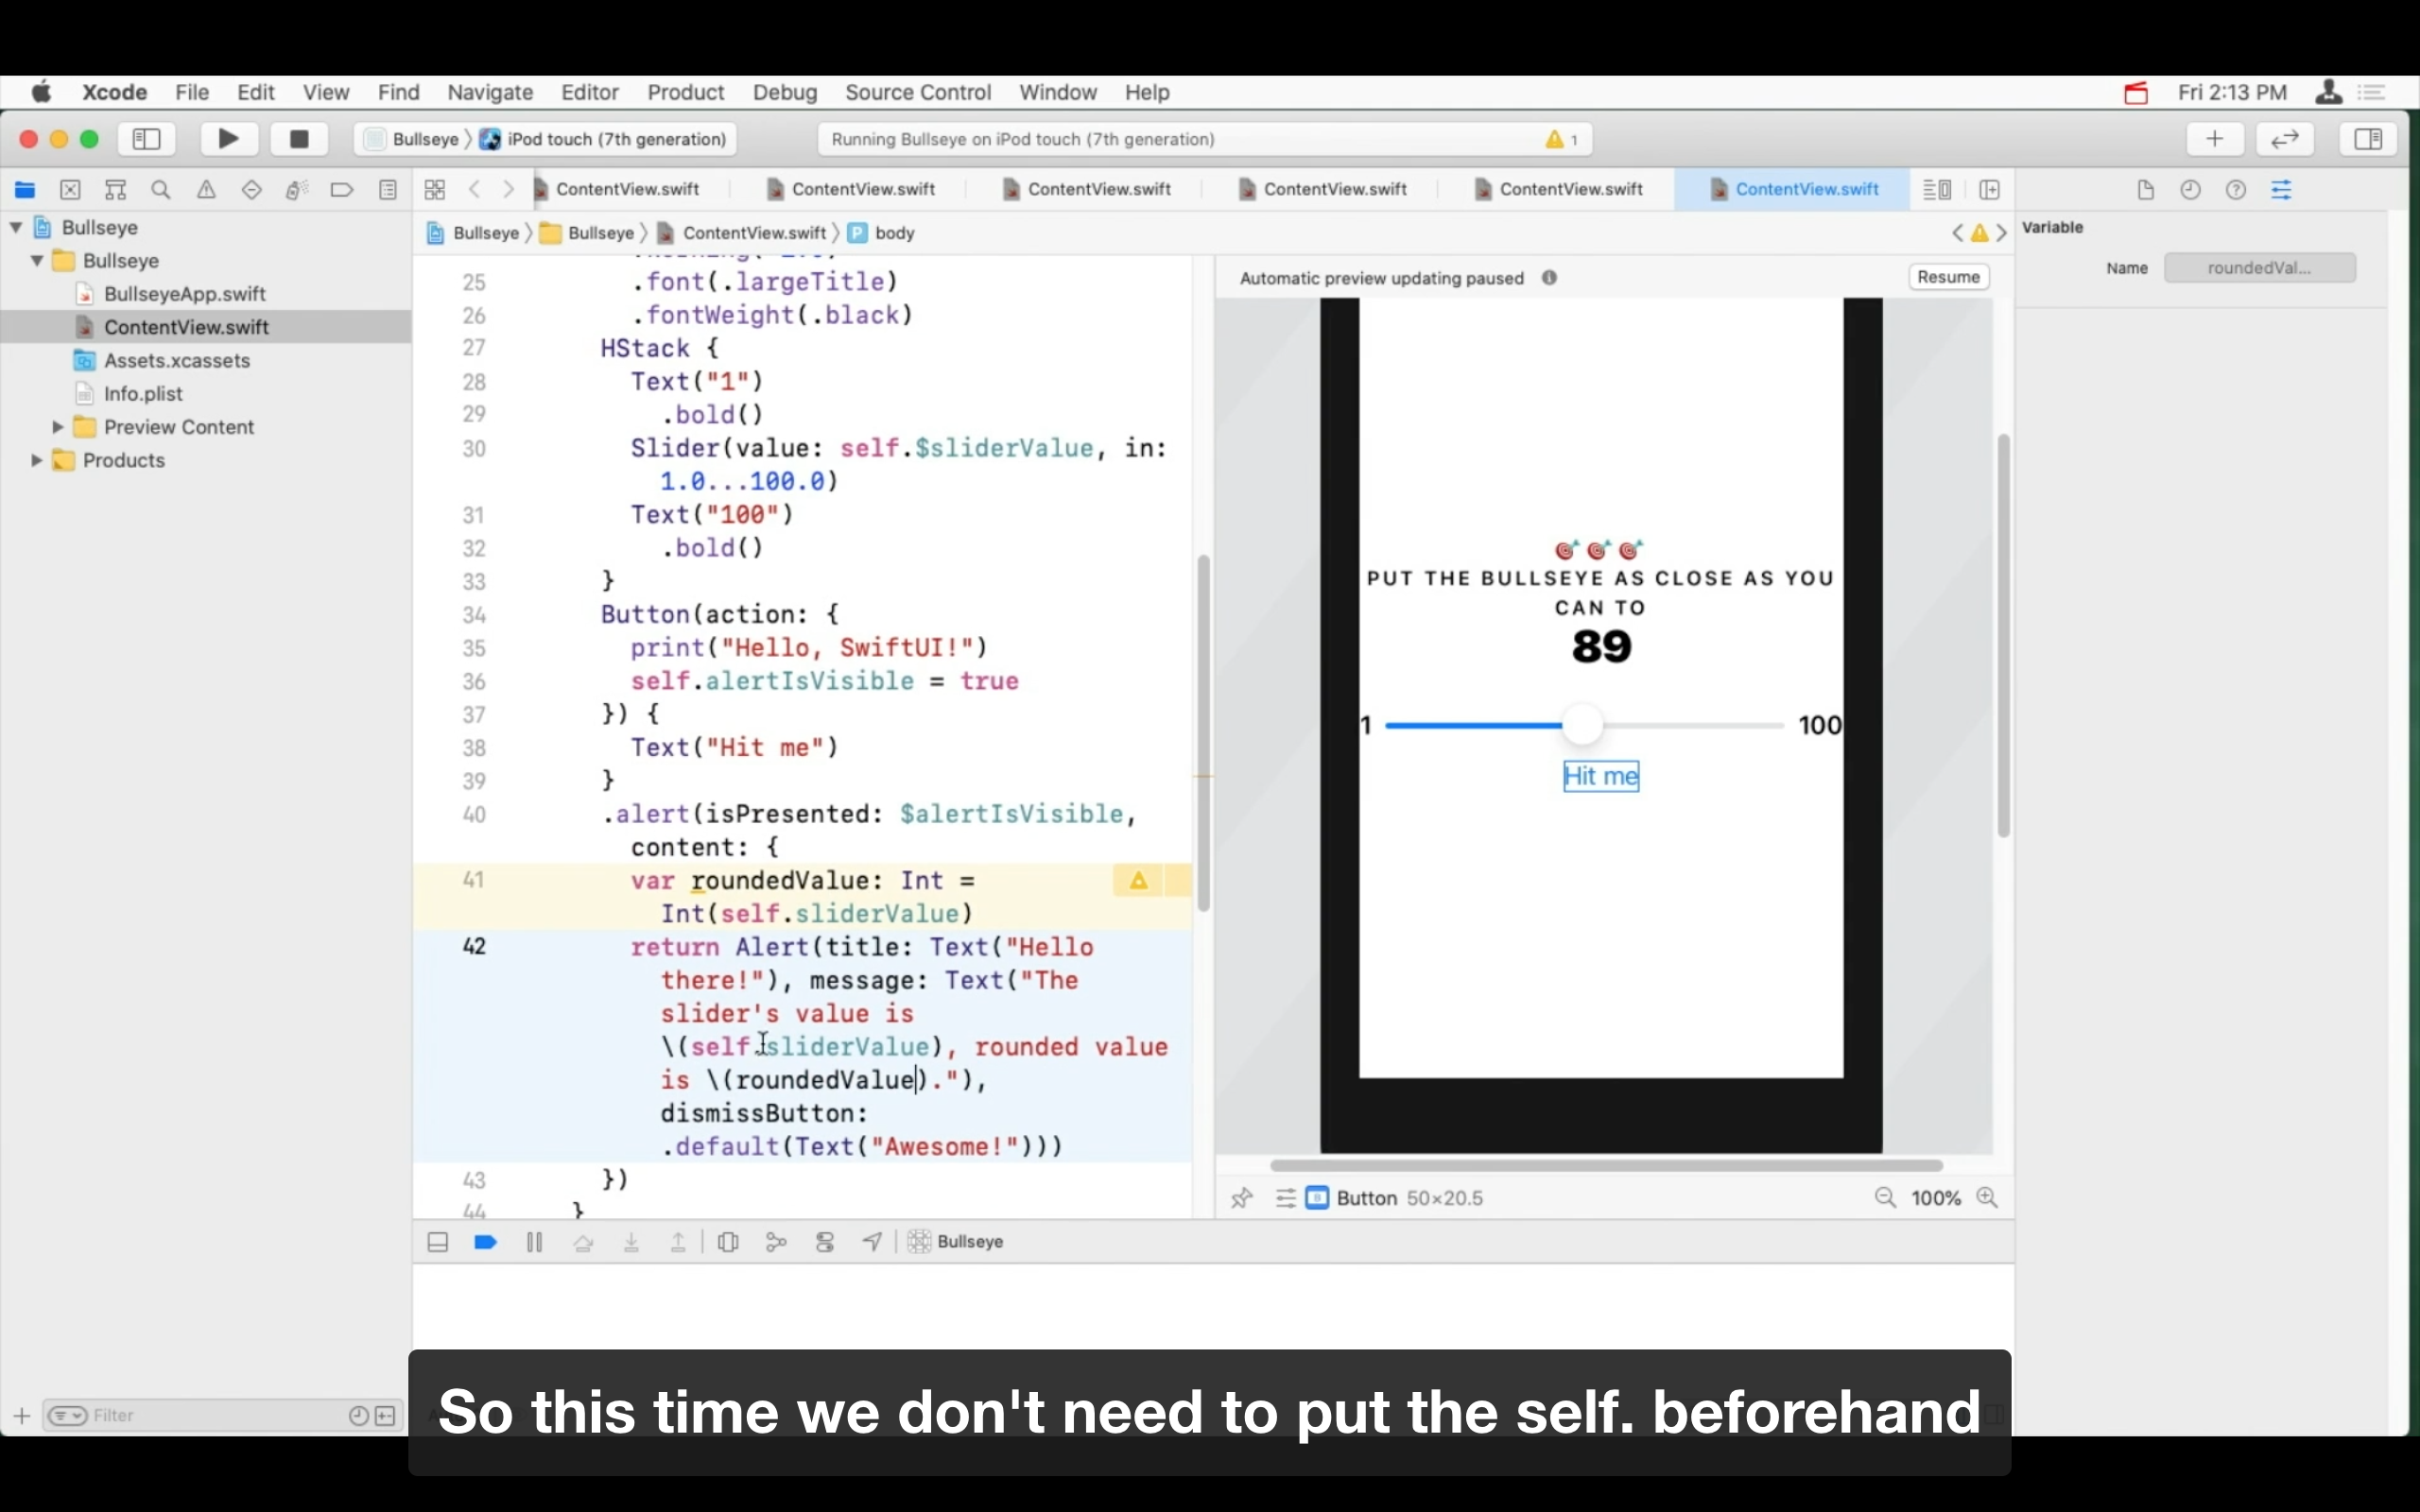 Xcode File Edit View Find Navigate Editor Product Debug Source Control Window Help Fri 2:13 PM
Bullseye iPod touch (7th generation) Running Bullseye on iPod touch (7th generation) 1
ContentView.swift ContentView.swift ContentView.swift ContentView.swift ContentView.swift ContentView.swift
Bullseye
Bullseye
BullseyeApp.swift
ContentView.swift
Assets.xcassets
Info.plist
Preview Content
Products
Filter
Bullseye Bullseye ContentView.swift P body
25 .font(.largeTitle)
26 .fontWeight(.black)
27 HStack {
28 Text("1")
29 .bold()
30 Slider(value: self.$sliderValue, in:
1.0...100.0)
31 Text("100")
32 .bold()
33 }
34 Button(action: {
35 print("Hello, SwiftUI!")
36 self.alertIsVisible = true
37 }) {
38 Text("Hit me")
39 }
40 .alert(isPresented: $alertIsVisible,
content: {
41 var roundedValue: Int =
Int(self.sliderValue)
42 return Alert(title: Text("Hello
there!"), message: Text("The
slider's value is
\(self.sliderValue), rounded value
is \(roundedValue)."),
dismissButton:
.default(Text("Awesome!")))
43 })
44 }
Automatic preview updating paused Resume
PUT THE BULLSEYE AS CLOSE AS YOU
CAN TO
89
1 100
Hit me
Button 50×20.5 100%
Variable
Name roundedVal...
Bullseye
So this time we don't need to put the self. beforehand